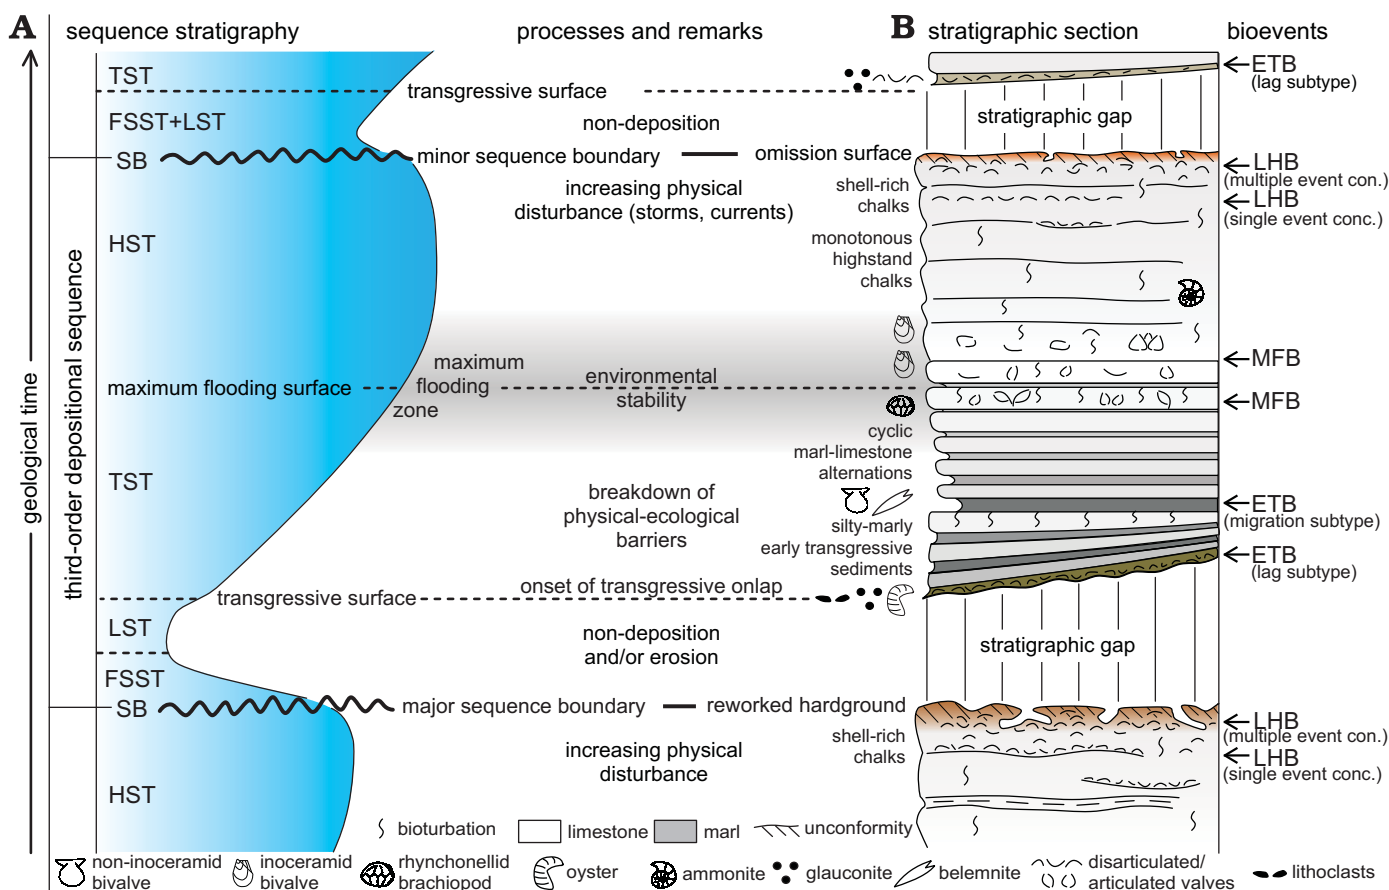 A sequence stratigraphy processes and remarks B stratigraphic section bioevents
TST
ETB
(lag subtype)
transgressive surface
FSST+LST
non-deposition
stratigraphic gap
SB
minor sequence boundary
omission surface
LHB
(multiple event con.)
increasing physical
disturbance (storms, currents)
shell-rich
chalks
LHB
(single event conc.)
HST
monotonous
highstand
chalks
geological time
third-order depositional sequence
maximum flooding surface
maximum
flooding
zone
environmental
stability
MFB
MFB
cyclic
marl-limestone
alternations
TST
breakdown of
physical-ecological
barriers
ETB
(migration subtype)
silty-marly
early transgressive
sediments
ETB
(lag subtype)
transgressive surface
onset of transgressive onlap
LST
non-deposition
and/or erosion
stratigraphic gap
FSST
SB
major sequence boundary
reworked hardground
LHB
(multiple event con.)
shell-rich
chalks
LHB
(single event conc.)
increasing physical
disturbance
HST
bioturbation
limestone
marl
unconformity
non-inoceramid
bivalve
inoceramid
bivalve
rhynchonellid
brachiopod
oyster
ammonite
glauconite
belemnite
disarticulated/
articulated valves
lithoclasts